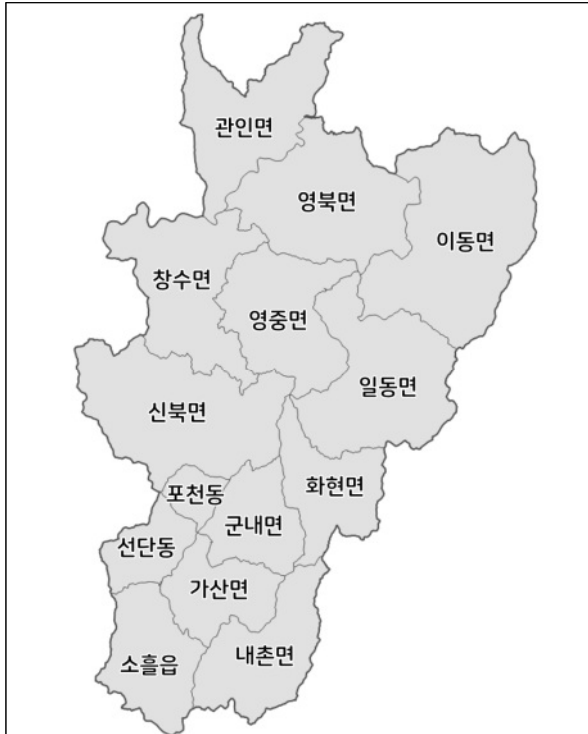 관인면
영북면
이동면
창수면
영중면
일동면
신북면
화현면
포천동
군내면
선단동
가산면
내촌면
소흘읍